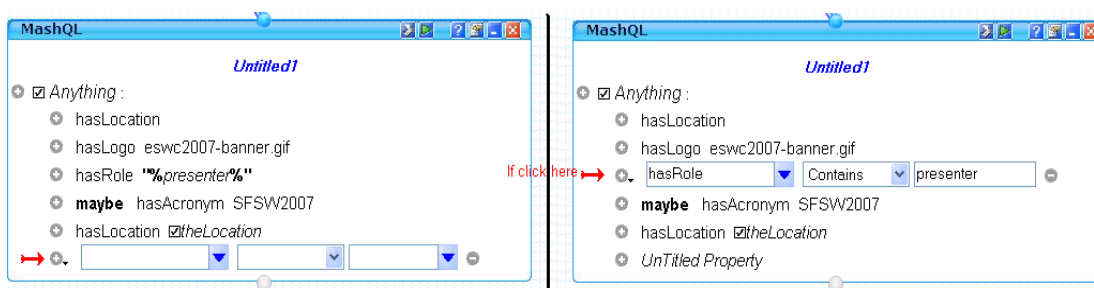 MashQL
Untitled1
Anything :
hasLocation
hasLogo eswc2007-banner.gif
hasRole "%presenter%"
maybe hasAcronym SFSW2007
hasLocation theLocation
MashQL
Untitled1
Anything :
hasLocation
hasLogo eswc2007-banner.gif
If click here hasRole Contains presenter
maybe hasAcronym SFSW2007
hasLocation theLocation
UnTitled Property